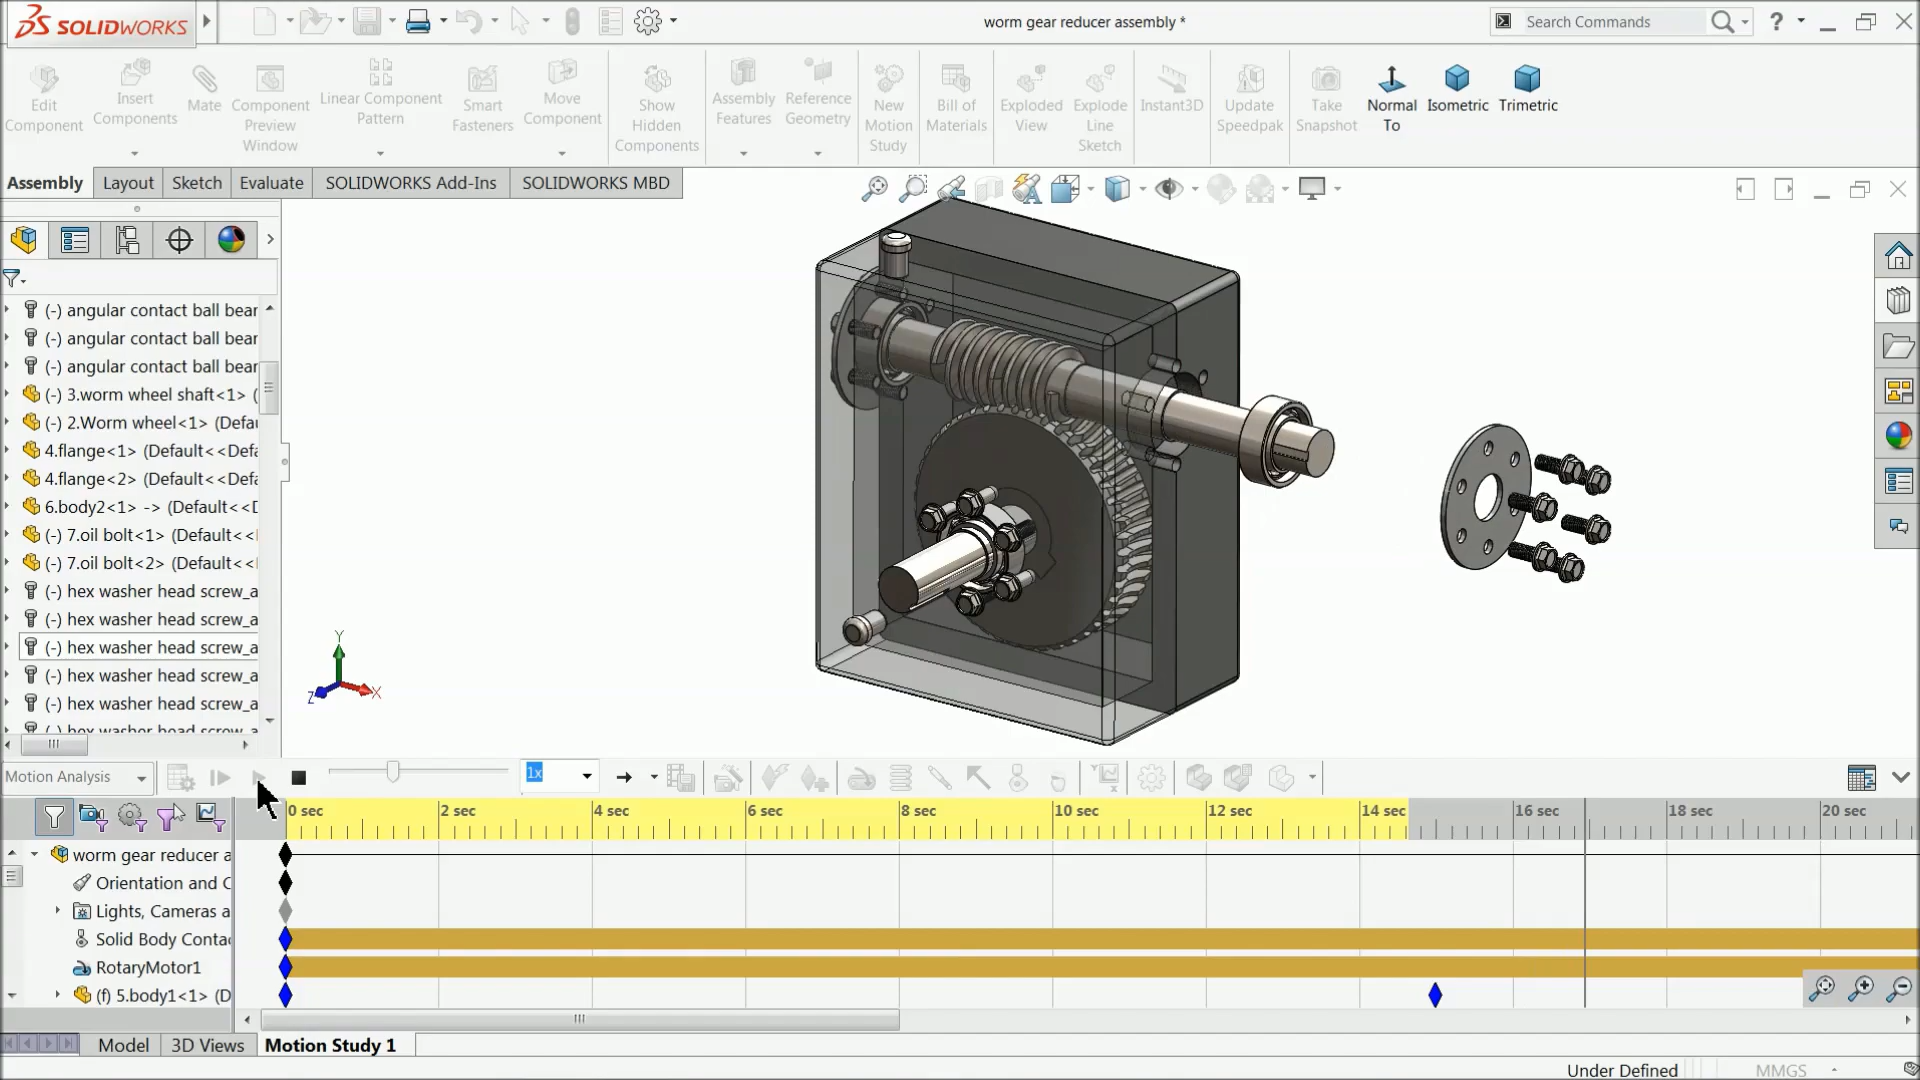 SOLIDWORKS
worm gear reducer assembly *
Search Commands
?
Edit Component
Insert Components
Mate
Component Preview Window
Linear Component Pattern
Smart Fasteners
Move Component
Show Hidden Components
Assembly Features
Reference Geometry
New Motion Study
Bill of Materials
Exploded View
Explode Line Sketch
Instant3D
Update Speedpak
Take Snapshot
Normal To
Isometric
Trimetric
Assembly
Layout
Sketch
Evaluate
SOLIDWORKS Add-Ins
SOLIDWORKS MBD
(-) angular contact ball bear
(-) angular contact ball bear
(-) angular contact ball bear
(-) 3.worm wheel shaft<1> (
(-) 2.Worm wheel<1> (Defau
4.flange<1> (Default<<Defa
4.flange<2> (Default<<Defa
6.body2<1> -> (Default<<D
(-) 7.oil bolt<1> (Default<<D
(-) 7.oil bolt<2> (Default<<D
(-) hex washer head screw_a
(-) hex washer head screw_a
(-) hex washer head screw_a
(-) hex washer head screw_a
(-) hex washer head screw_a
(-) hex washer head screw_a
Y
Z
X
Motion Analysis
1x
0 sec
2 sec
4 sec
6 sec
8 sec
10 sec
12 sec
14 sec
16 sec
18 sec
20 sec
worm gear reducer a
Orientation and C
Lights, Cameras a
Solid Body Contac
RotaryMotor1
(f) 5.body1<1> (D
Model
3D Views
Motion Study 1
Under Defined
MMGS